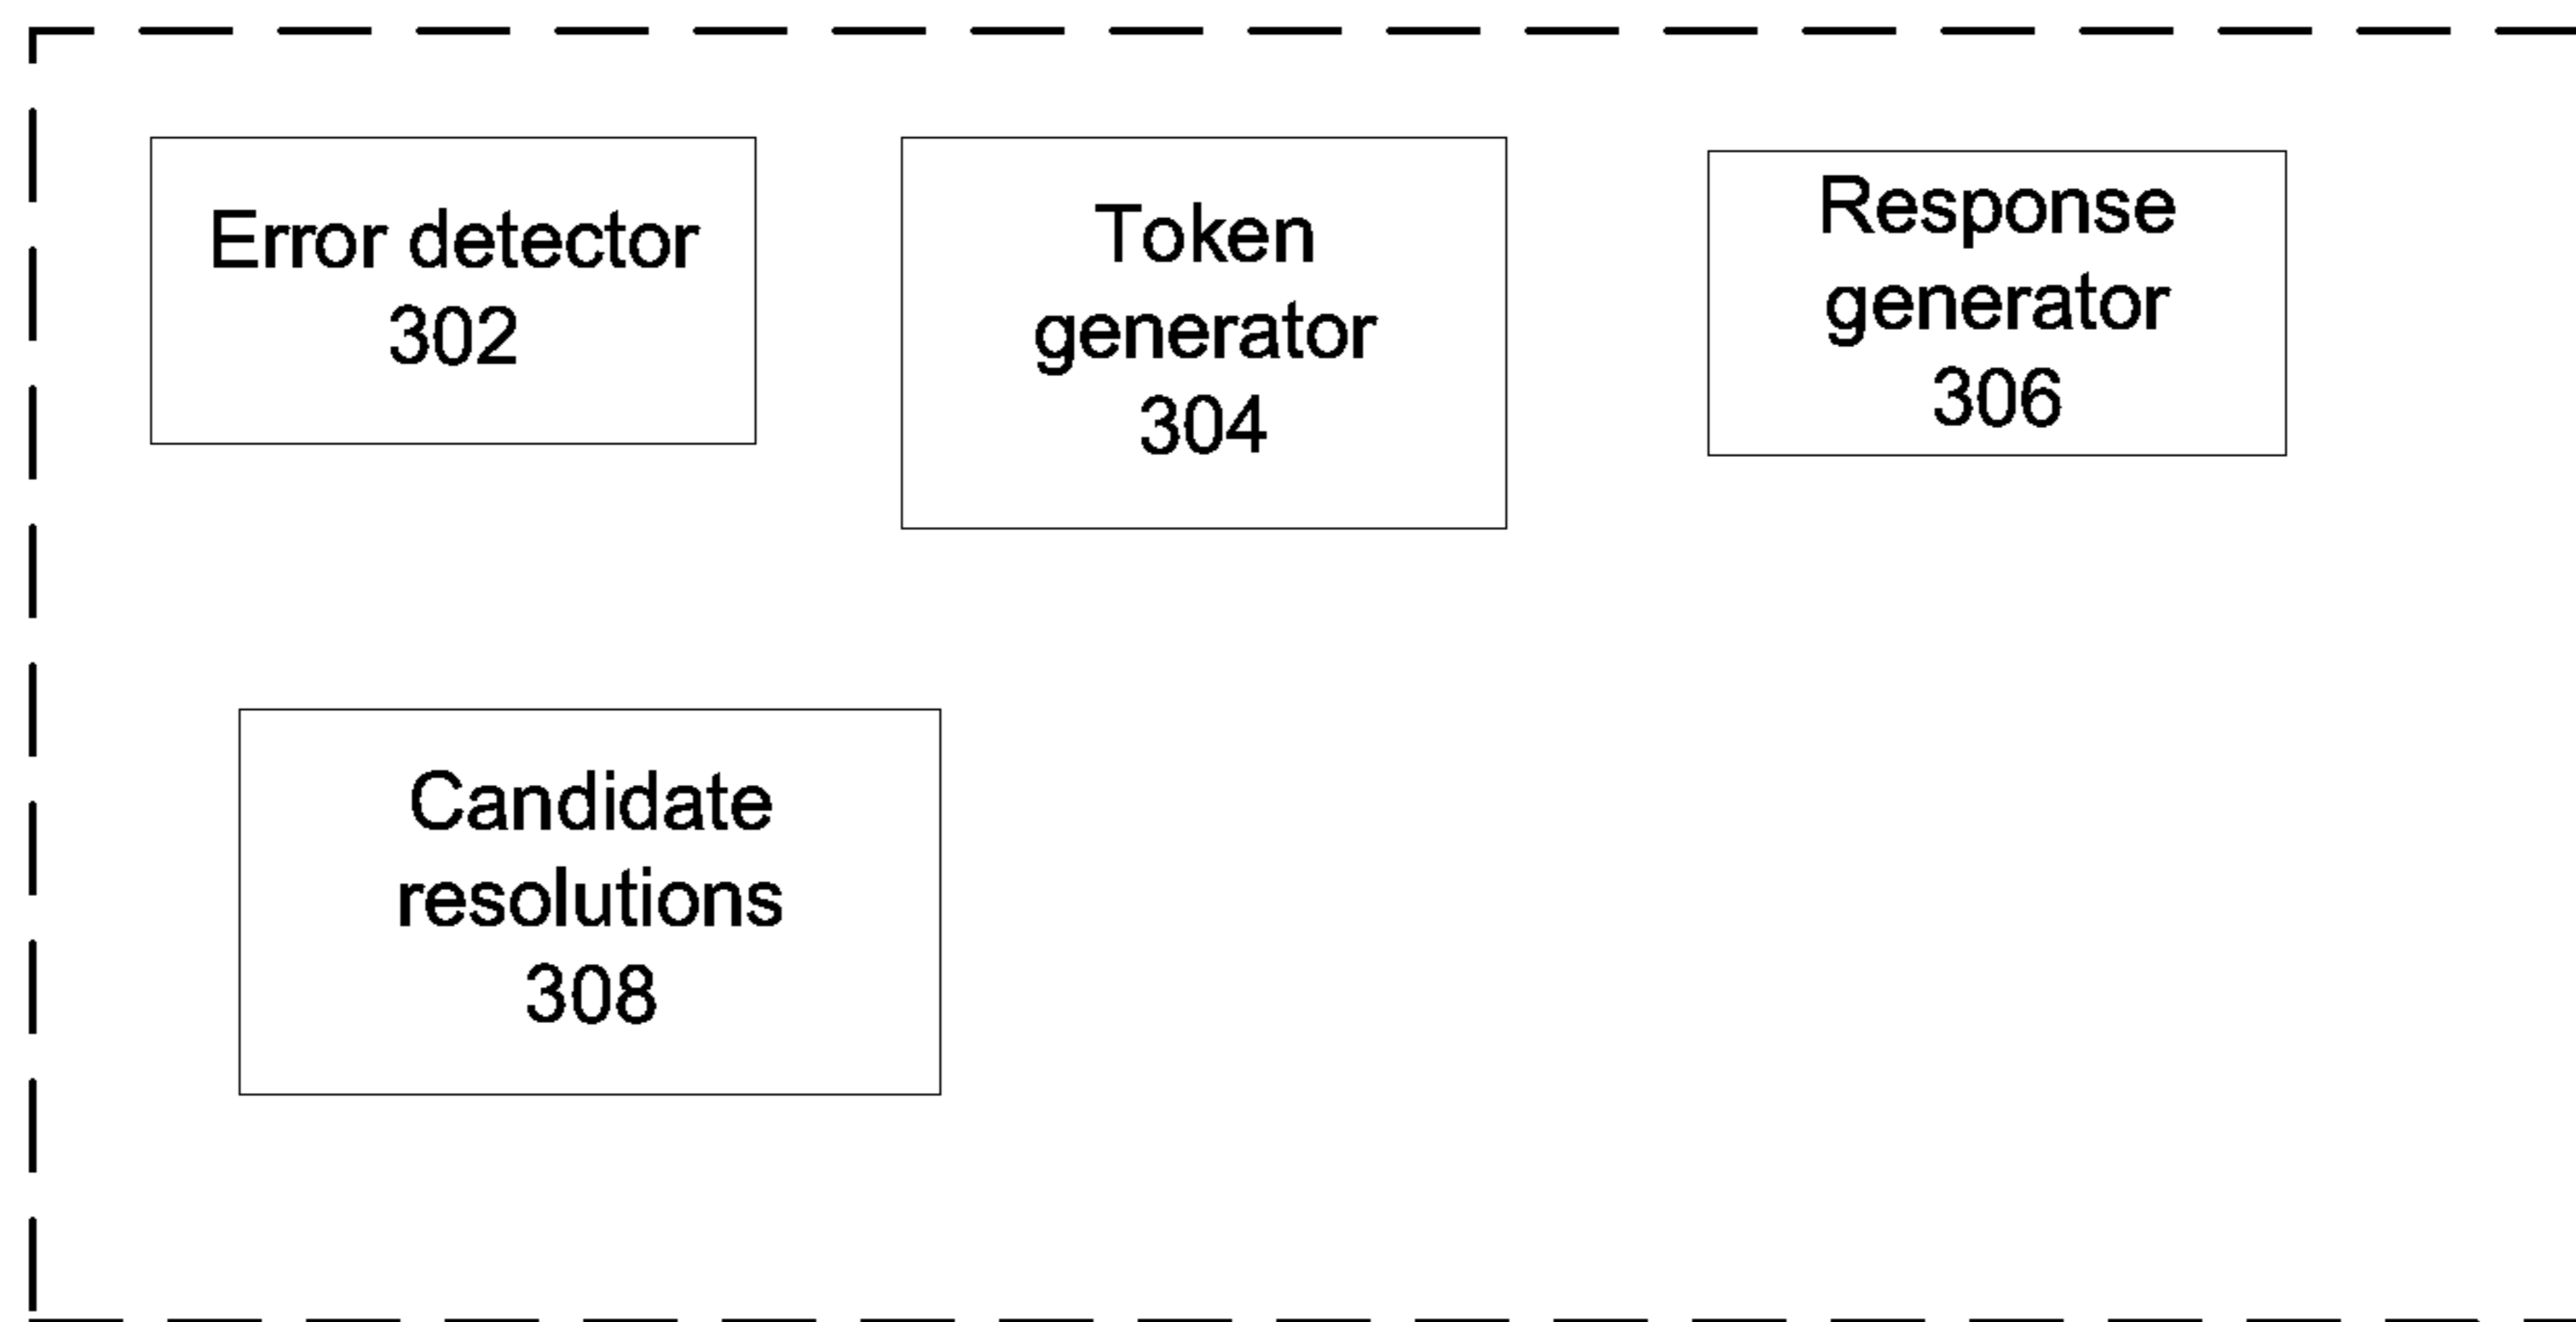 Error detector
302
Token
generator
304
Response
generator
306
Candidate
resolutions
308